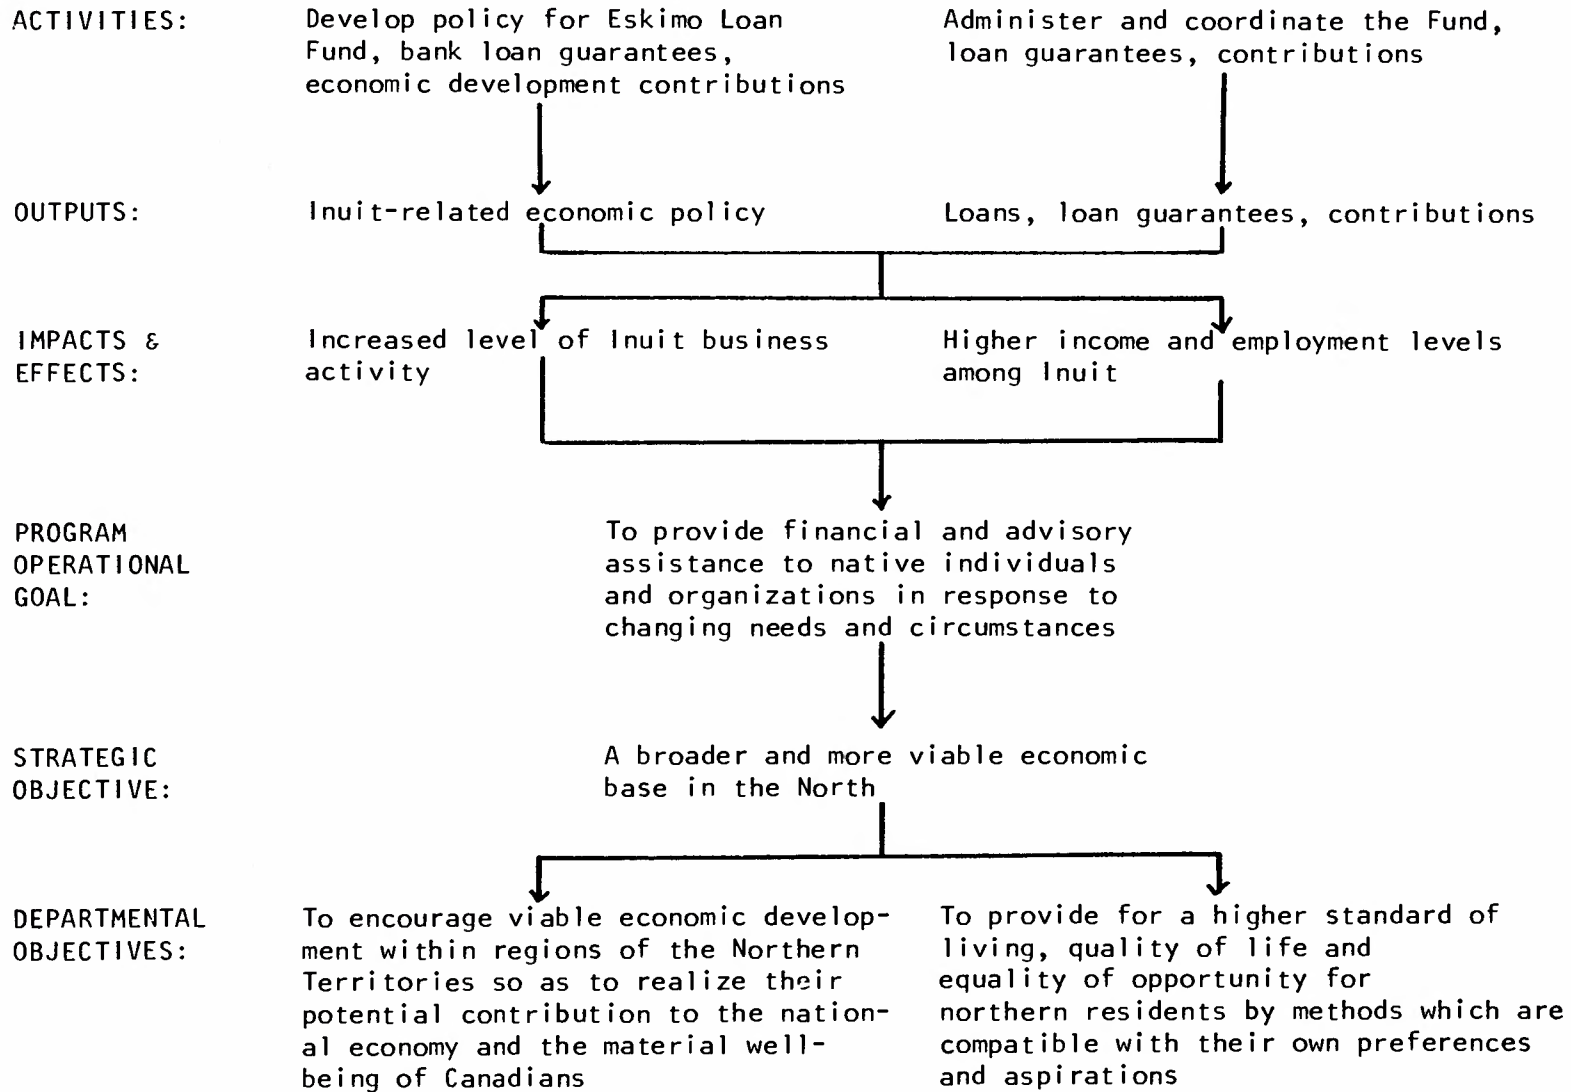 ACTIVITIES:
Develop policy for Eskimo Loan
Fund, bank loan guarantees,
economic development contributions
Administer and coordinate the Fund,
loan guarantees, contributions
OUTPUTS:
Inuit-related economic policy
Loans, loan guarantees, contributions
IMPACTS &
EFFECTS:
Increased level of Inuit business
activity
Higher income and employment levels
among Inuit
PROGRAM
OPERATIONAL
GOAL:
To provide financial and advisory
assistance to native individuals
and organizations in response to
changing needs and circumstances
STRATEGIC
OBJECTIVE:
A broader and more viable economic
base in the North
DEPARTMENTAL
OBJECTIVES:
To encourage viable economic develop-
ment within regions of the Northern
Territories so as to realize their
potential contribution to the nation-
al economy and the material well-
being of Canadians
To provide for a higher standard of
living, quality of life and
equality of opportunity for
northern residents by methods which are
compatible with their own preferences
and aspirations